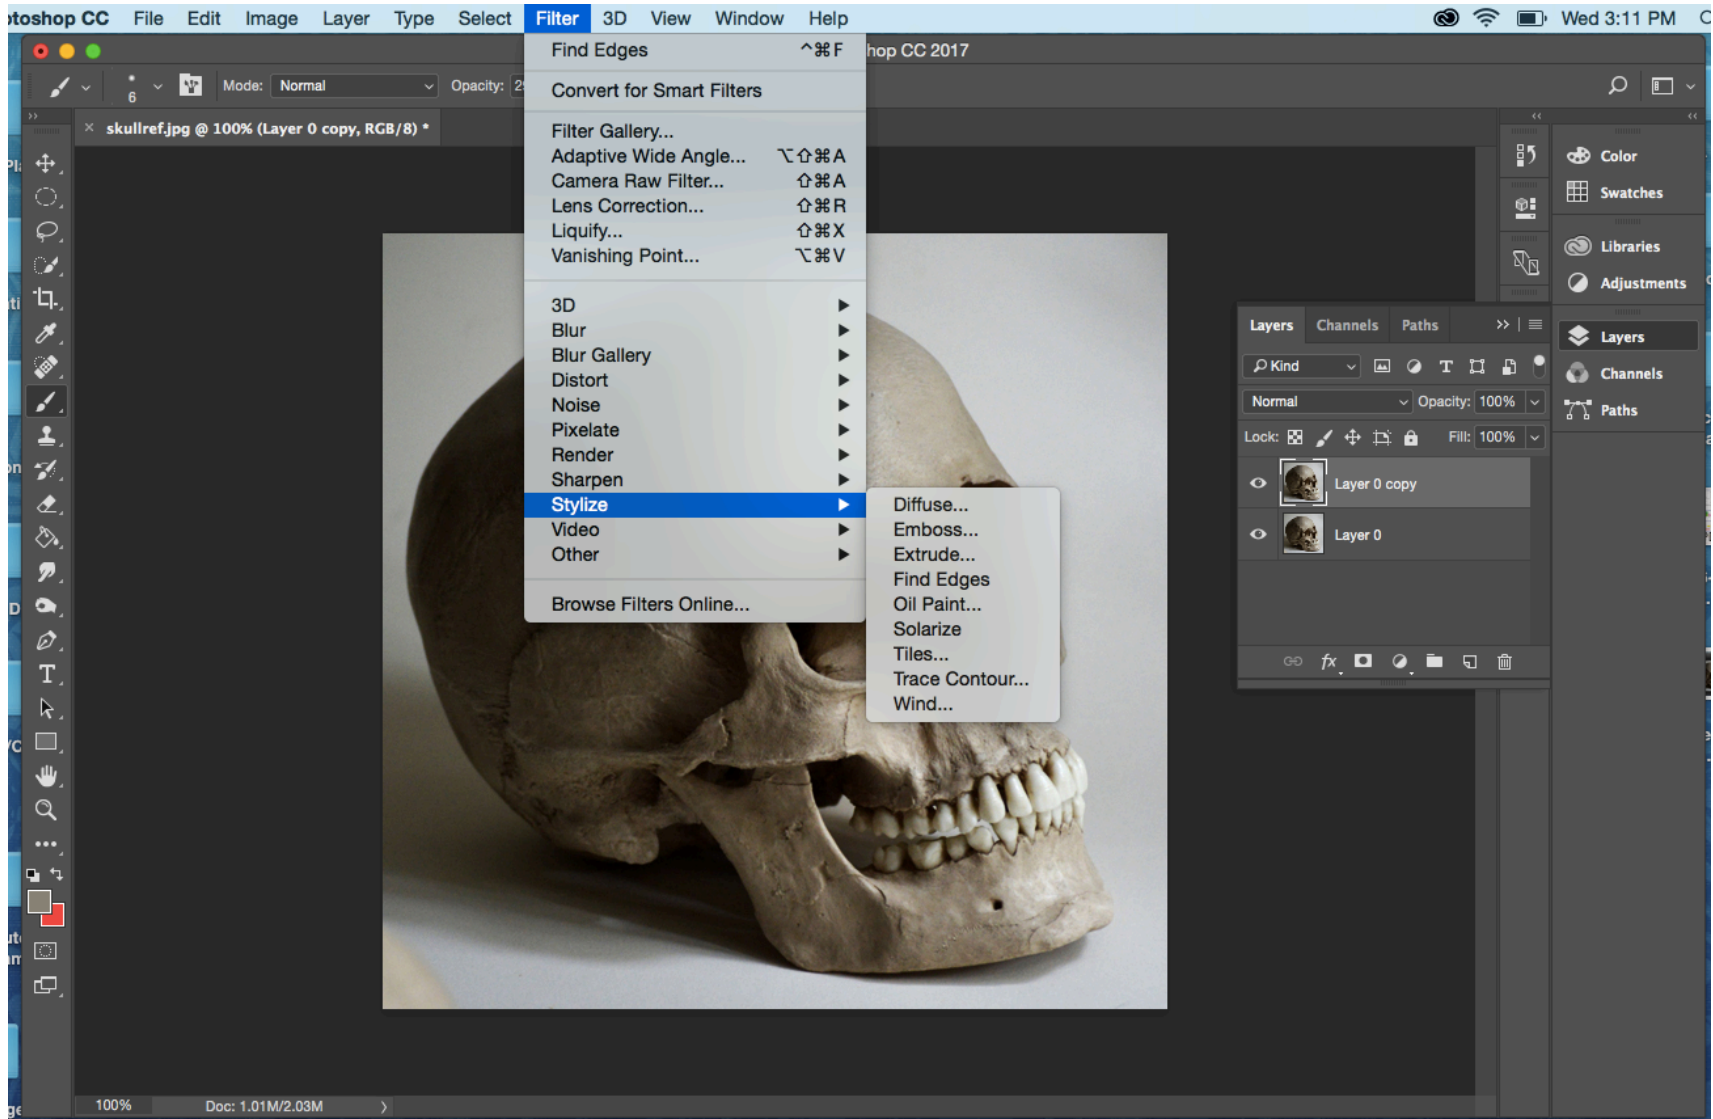 toshop CC File Edit Image Layer Type Select Filter 3D View Window Help Wed 3:11 PM
Find Edges ^⌘F
hop CC 2017
6 Mode: Normal Opacity: 2
Convert for Smart Filters
skullref.jpg @ 100% (Layer 0 copy, RGB/8) *
Filter Gallery...
Adaptive Wide Angle... ⌥⇧⌘A
Camera Raw Filter... ⇧⌘A
Lens Correction... ⇧⌘R
Liquify... ⇧⌘X
Vanishing Point... ⌥⌘V
3D
Blur
Blur Gallery
Distort
Noise
Pixelate
Render
Sharpen
Stylize
Video
Other
Browse Filters Online...
Diffuse...
Emboss...
Extrude...
Find Edges
Oil Paint...
Solarize
Tiles...
Trace Contour...
Wind...
Color
Swatches
Libraries
Adjustments
Layers
Channels
Paths
Layers Channels Paths
Kind
Normal Opacity: 100%
Lock: Fill: 100%
Layer 0 copy
Layer 0
100% Doc: 1.01M/2.03M